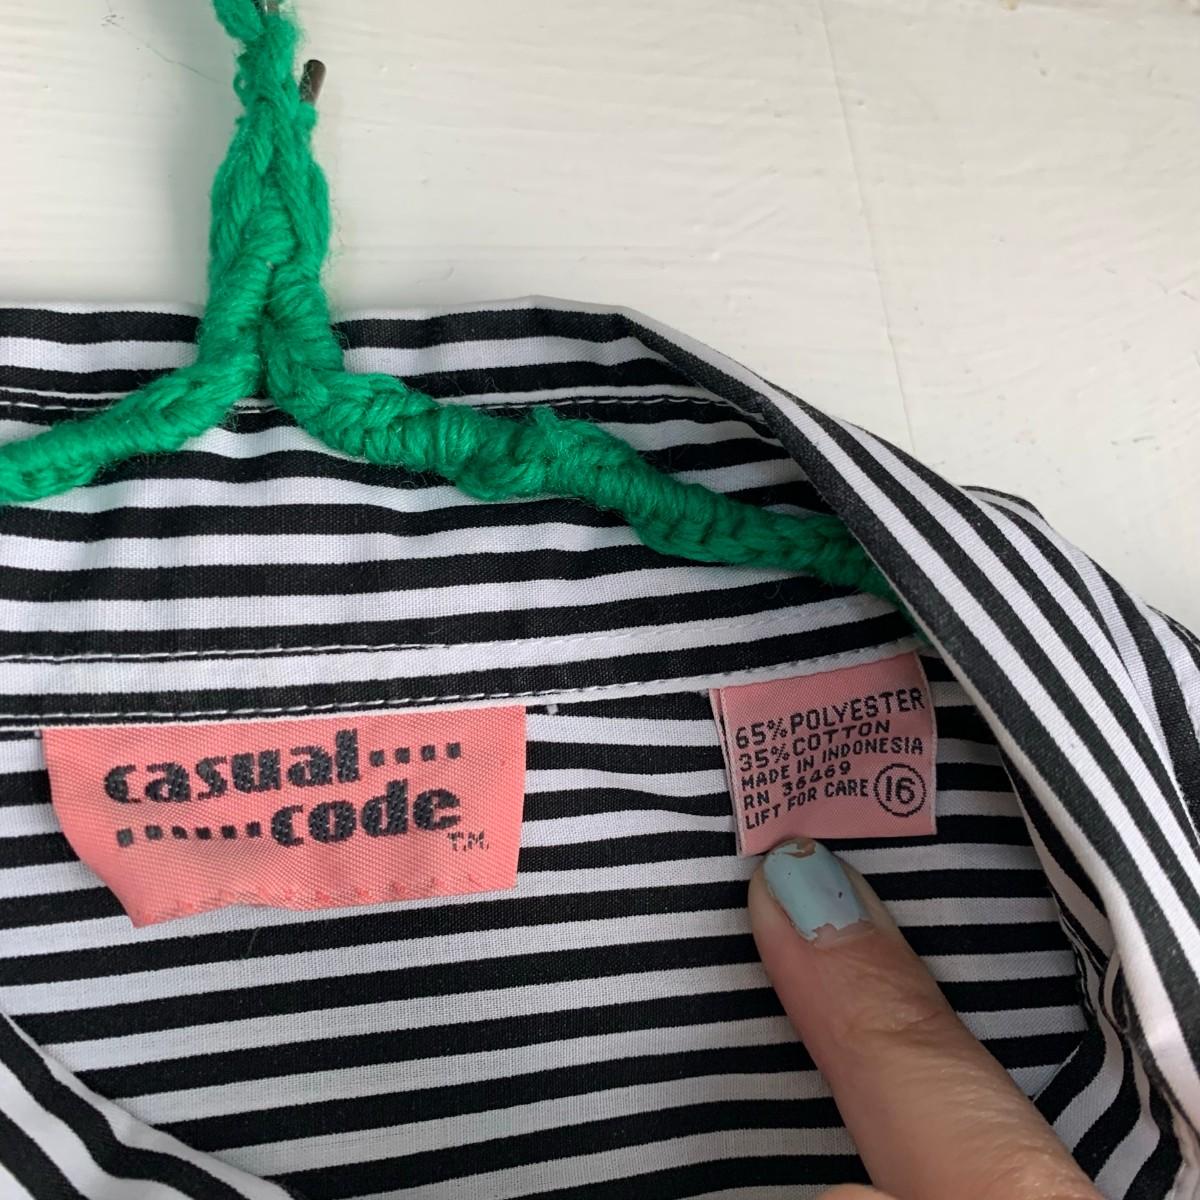 casual....
......code
T.M.
65% POLYESTER
35% COTTON
MADE IN INDONESIA
RN 36469
LIFT FOR CARE 16